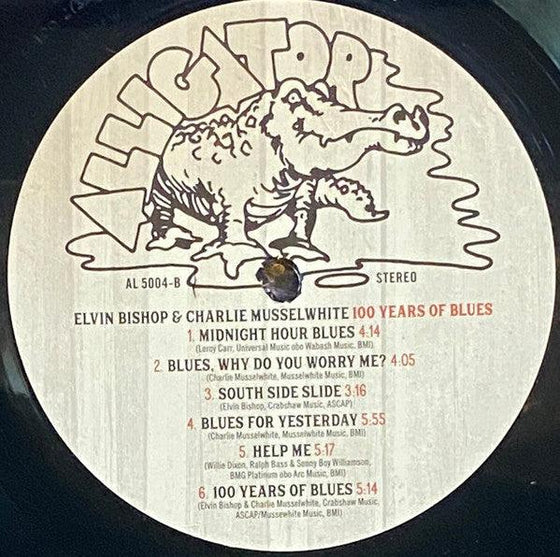 ALLIGATOR
AL 5004-B
STEREO
ELVIN BISHOP & CHARLIE MUSSELWHITE 100 YEARS OF BLUES
1. MIDNIGHT HOUR BLUES 4:14
(Leroy Carr, Universal Music obo Wabash Music, BMI)
2. BLUES, WHY DO YOU WORRY ME? 4:05
(Charlie Musselwhite, Musselwhite Music, BMI)
3. SOUTH SIDE SLIDE 3:16
(Elvin Bishop, Crabshaw Music, ASCAP)
4. BLUES FOR YESTERDAY 5:55
(Charlie Musselwhite, Musselwhite Music, BMI)
5. HELP ME 5:17
(Willie Dixon, Ralph Bass & Sonny Boy Williamson,
BMG Platinum obo Arc Music, BMI)
6. 100 YEARS OF BLUES 5:14
(Elvin Bishop & Charlie Musselwhite, Crabshaw Music,
ASCAP/Musselwhite Music, BMI)